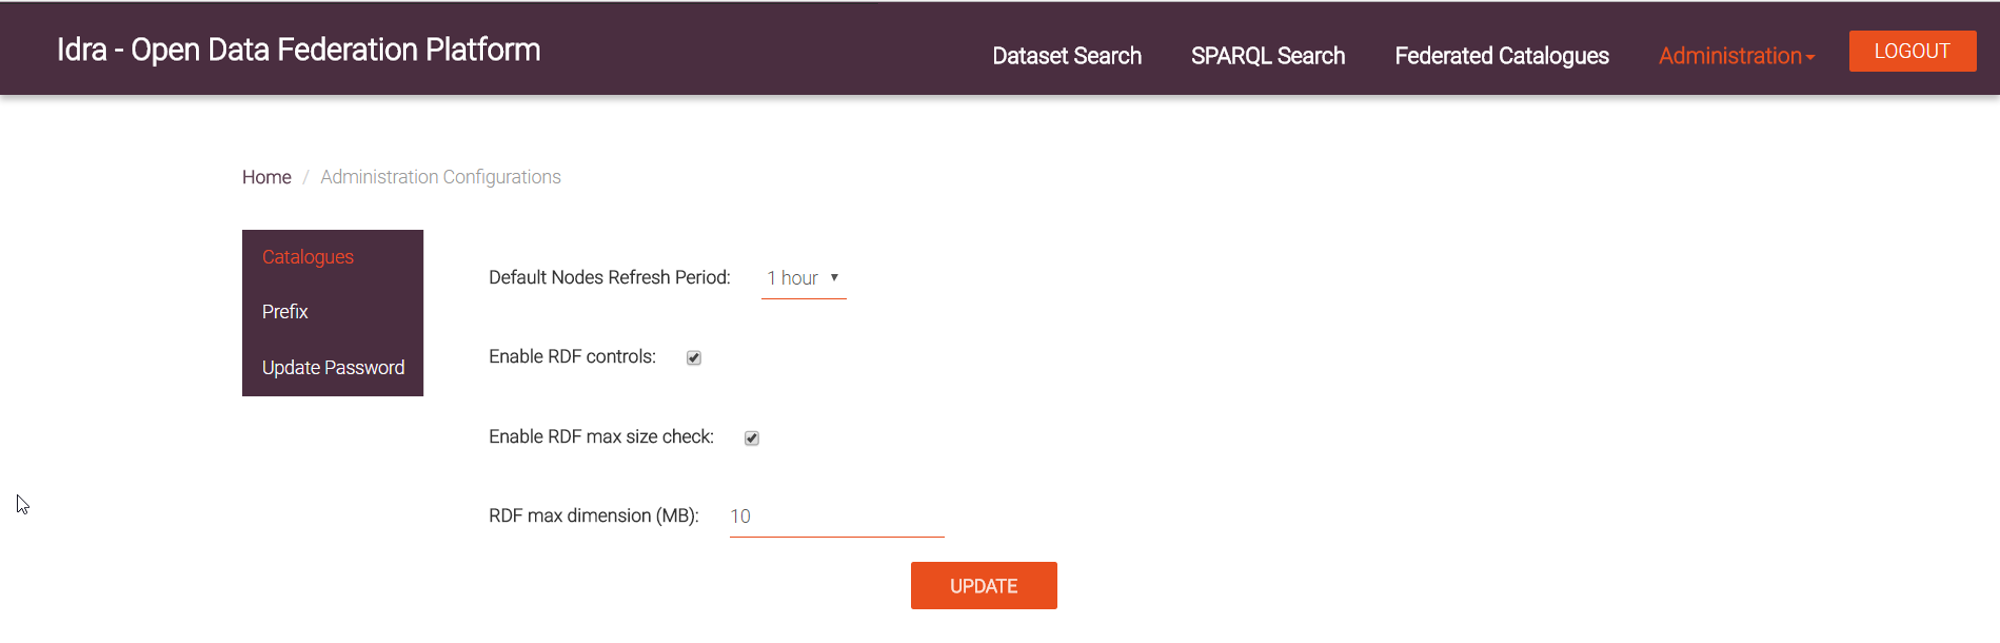 Idra - Open Data Federation Platform
Dataset Search
SPARQL Search
Federated Catalogues
Administration
LOGOUT
Home / Administration Configurations
Catalogues
Prefix
Update Password
Default Nodes Refresh Period: 1 hour
Enable RDF controls:
Enable RDF max size check:
RDF max dimension (MB): 10
UPDATE